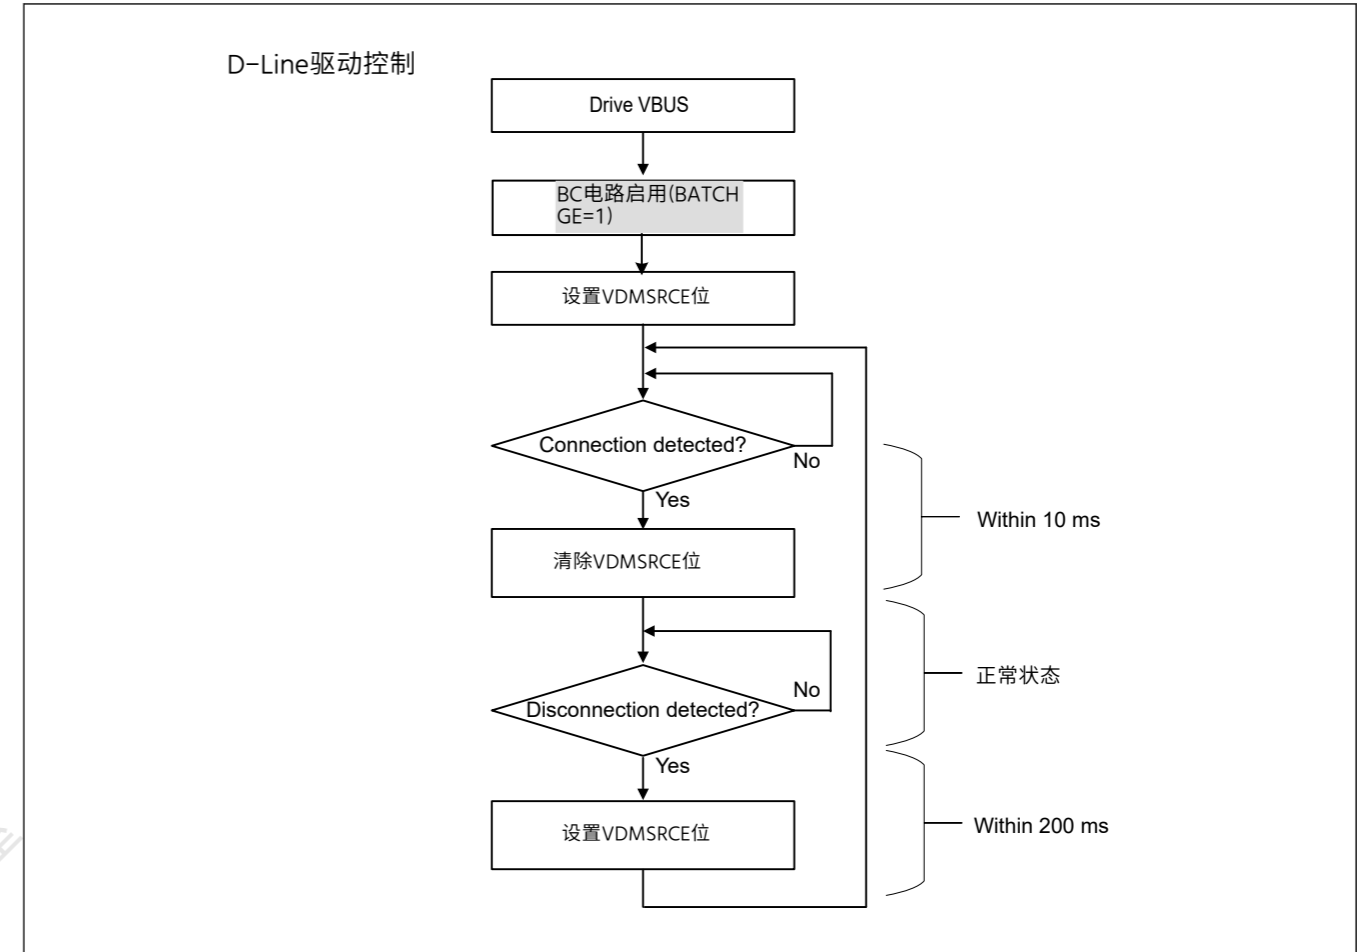 D-Line驱动控制
Drive VBUS
BC电路启用(BATCH
GE=1)
设置VDMSRCE位
Connection detected?
No
Yes
Within 10 ms
清除VDMSRCE位
正常状态
No
Disconnection detected?
Yes
Within 200 ms
设置VDMSRCE位